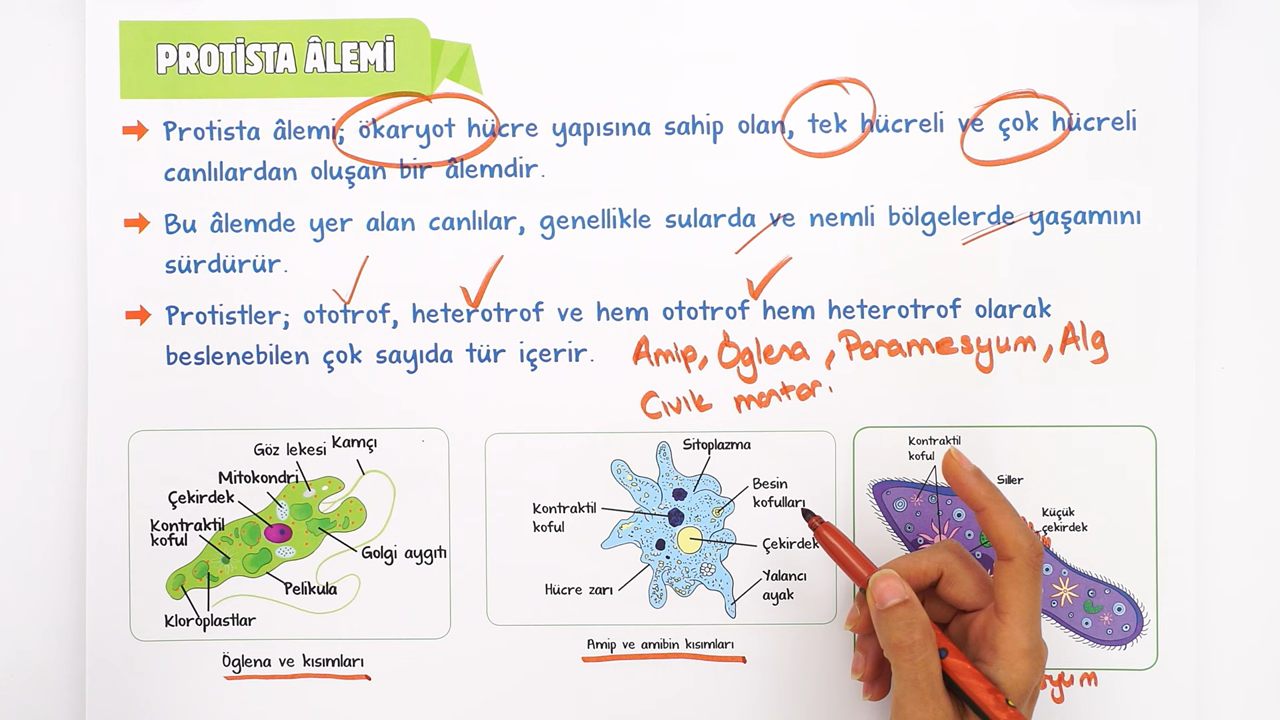 PROTİSTA ÂLEMİ
Protista âlemi; ökaryot hücre yapısına sahip olan, tek hücreli ve çok hücreli
canlılardan oluşan bir âlemdir.
Bu âlemde yer alan canlılar, genellikle sularda ve nemli bölgelerde yaşamını
sürdürür.
Protistler; ototrof, heterotrof ve hem ototrof hem heterotrof olarak
beslenebilen çok sayıda tür içerir.
Amip, Öglena, Paramesyum, Alg
Cıvık mantar.
Göz lekesi
Kamçı
Mitokondri
Çekirdek
Kontraktil
koful
Golgi aygıtı
Pelikula
Kloroplastlar
Öglena ve kısımları
Sitoplazma
Besin
kofulları
Kontraktil
koful
Çekirdek
Hücre zarı
Yalancı
ayak
Amip ve amibin kısımları
Kontraktil
koful
Siller
Küçük
çekirdek